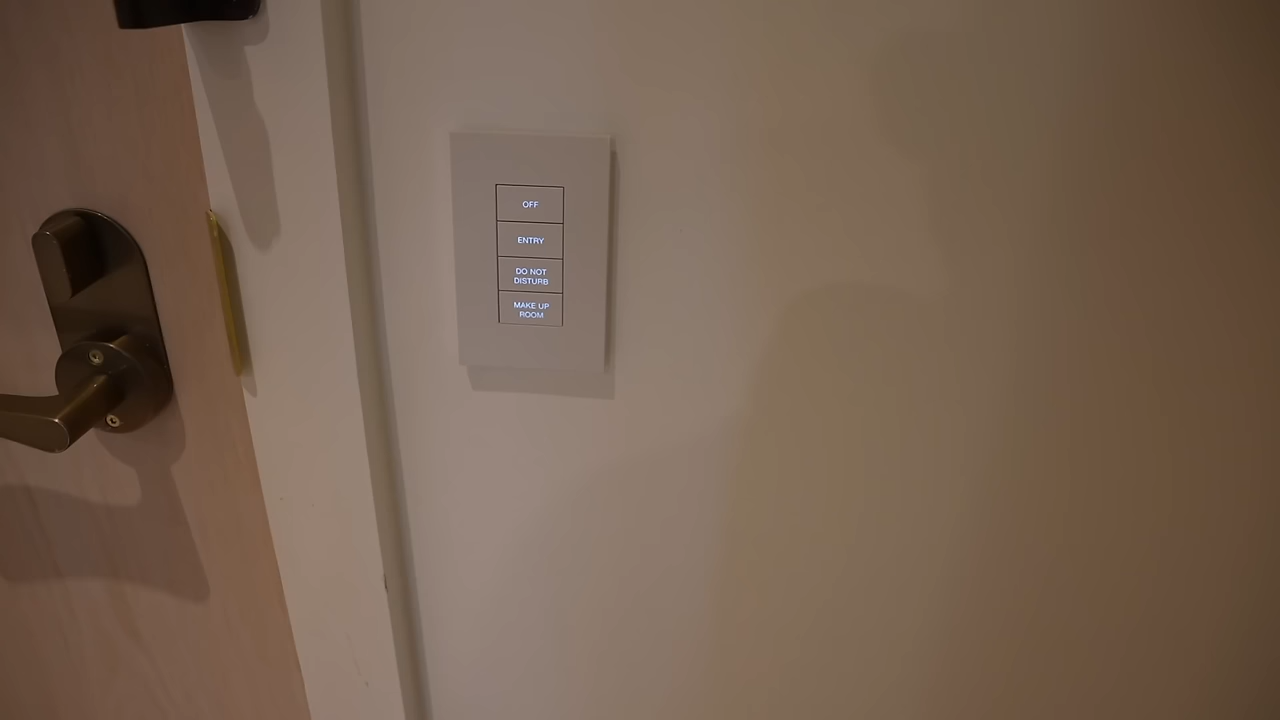 OFF
ENTRY
DO NOT
DISTURB
MAKE UP
ROOM